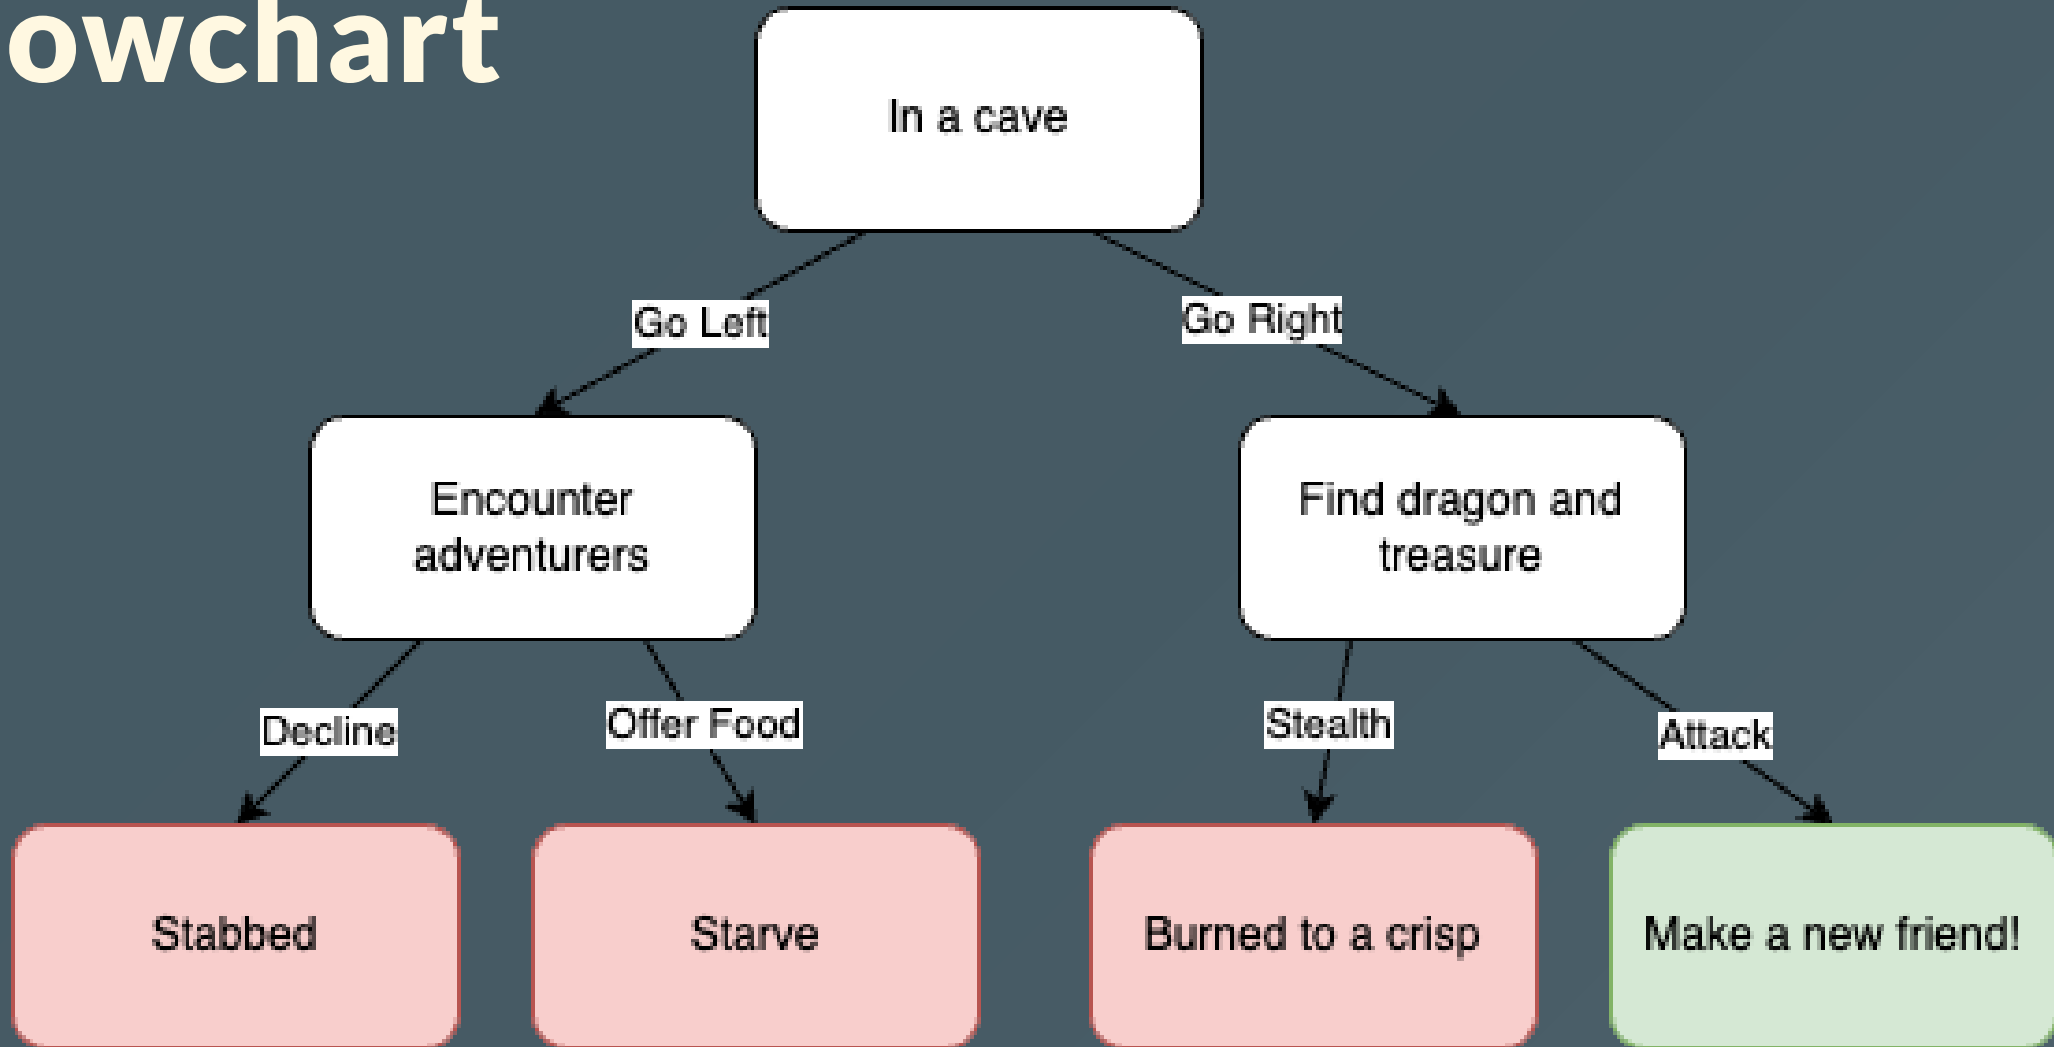 owchart
In a cave
Go Left
Go Right
Encounter
adventurers
Find dragon and
treasure
Decline
Offer Food
Stealth
Attack
Stabbed
Starve
Burned to a crisp
Make a new friend!